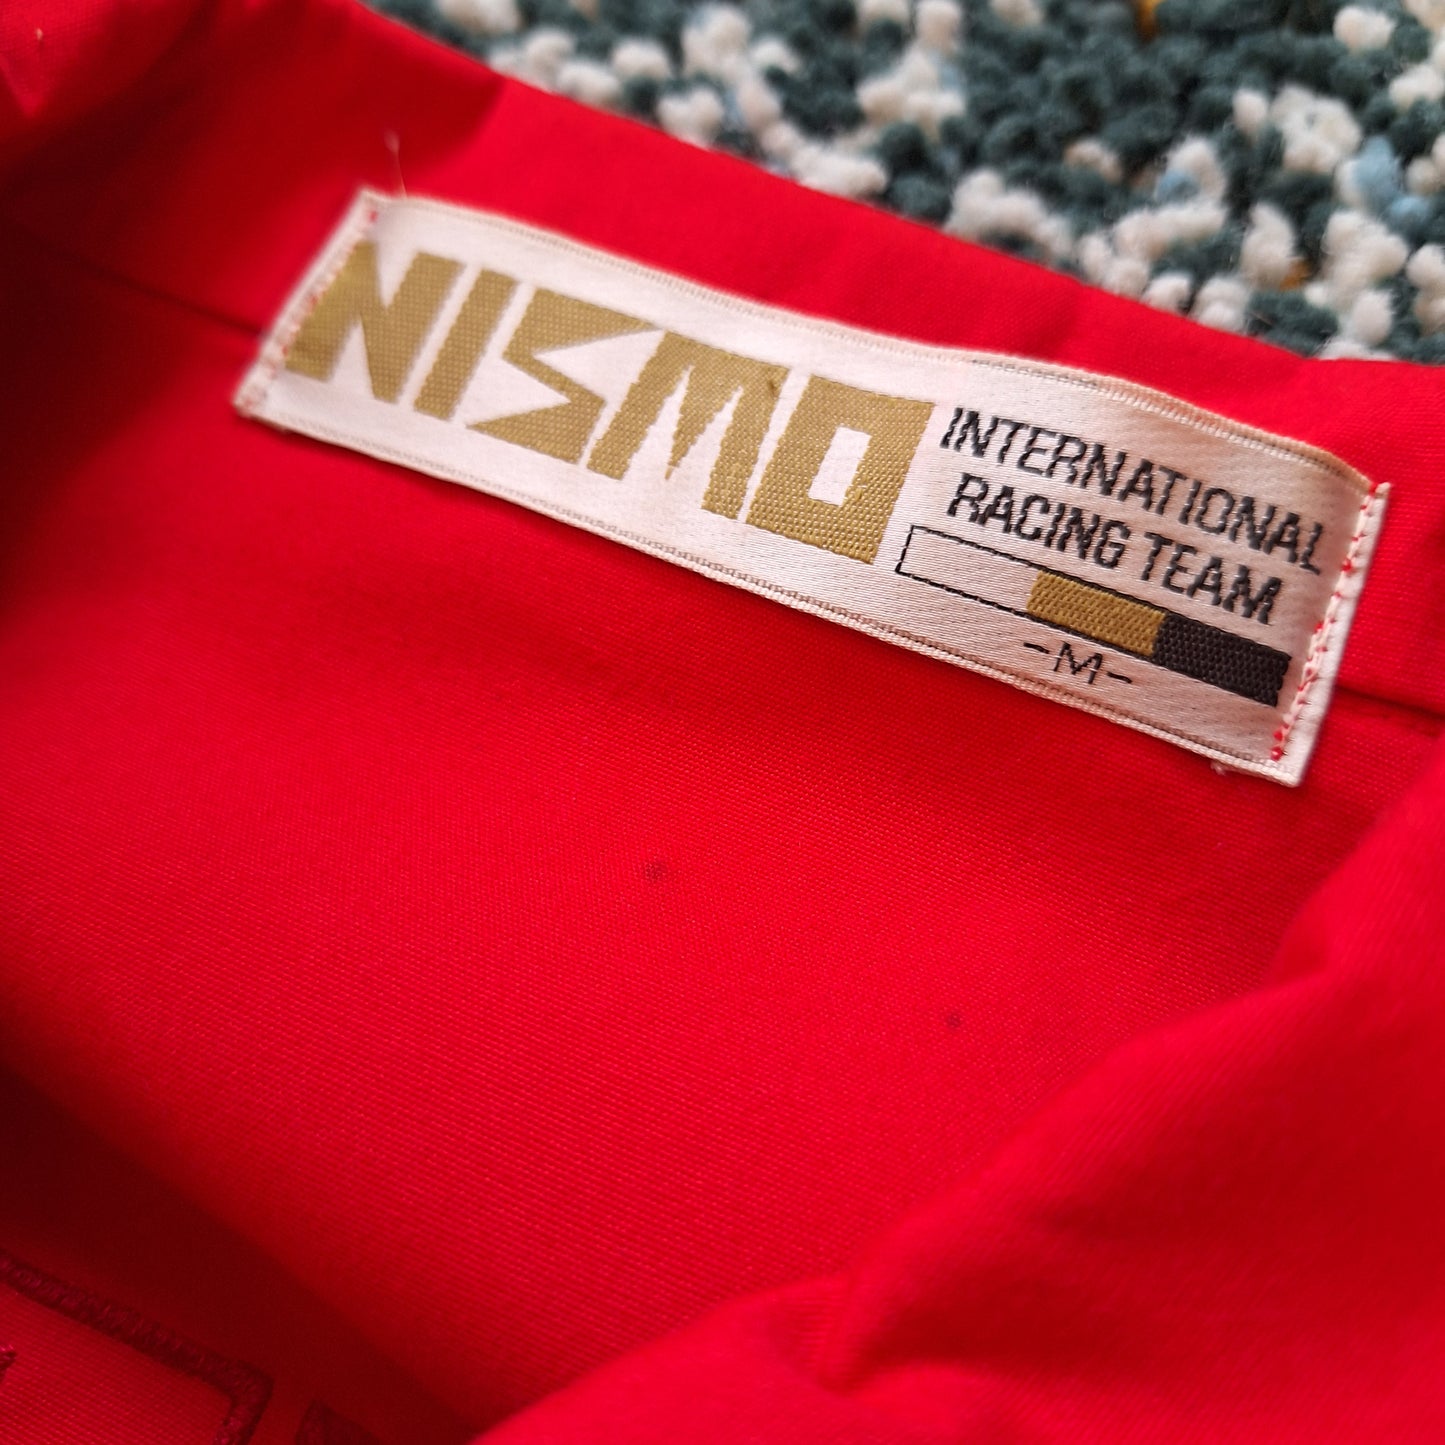 NISMO
INTERNATIONAL
RACING TEAM
-M-